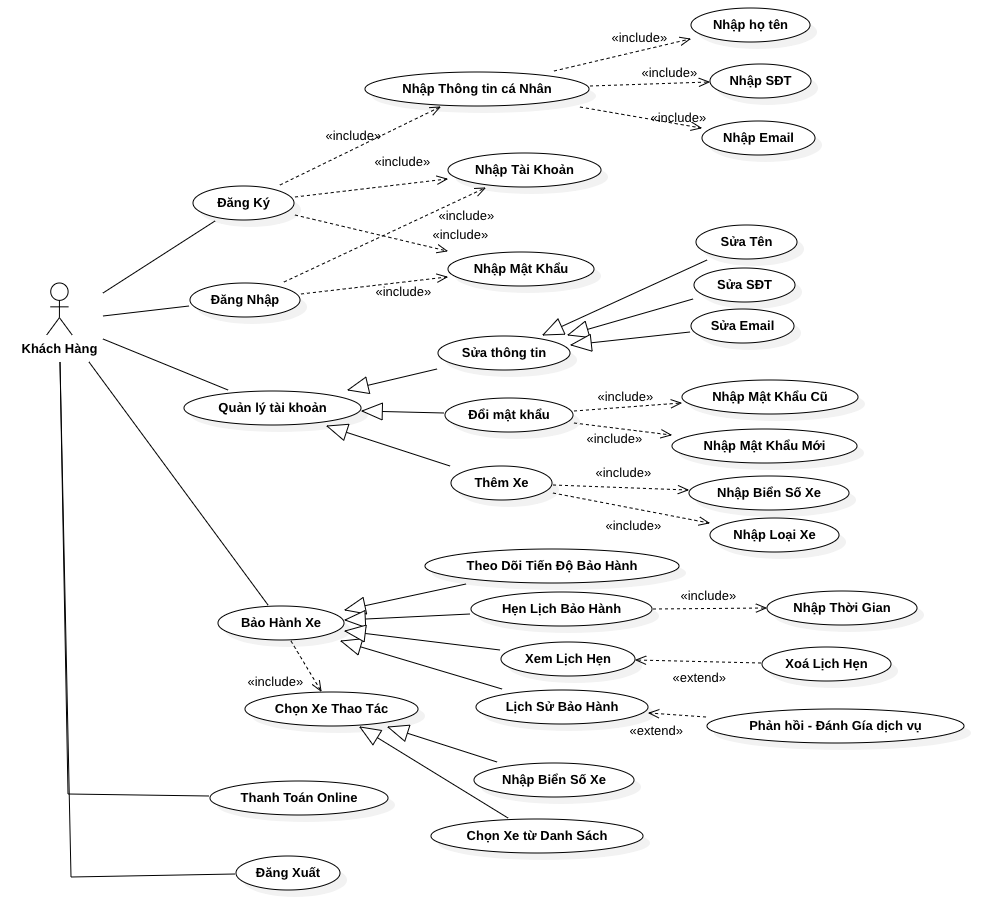 Nhập họ tên
«include»
Nhập Thông tin cá Nhân
«include»
Nhập SĐT
«include»
Nhập Email
«include»
«include»
Nhập Tài Khoản
Đăng Ký
«include»
«include»
Nhập Mật Khẩu
Đăng Nhập
«include»
Sửa Tên
Sửa SĐT
Sửa Email
Khách Hàng
Sửa thông tin
Quản lý tài khoản
Đổi mật khẩu
«include»
Nhập Mật Khẩu Cũ
«include»
Nhập Mật Khẩu Mới
Thêm Xe
«include»
Nhập Biển Số Xe
«include»
Nhập Loại Xe
Theo Dõi Tiến Độ Bảo Hành
Bảo Hành Xe
Hẹn Lịch Bảo Hành
«include»
Nhập Thời Gian
Xem Lịch Hẹn
«extend»
Xoá Lịch Hẹn
«include»
Chọn Xe Thao Tác
Lịch Sử Bảo Hành
«extend»
Phản hồi - Đánh Gía dịch vụ
Nhập Biển Số Xe
Thanh Toán Online
Chọn Xe từ Danh Sách
Đăng Xuất